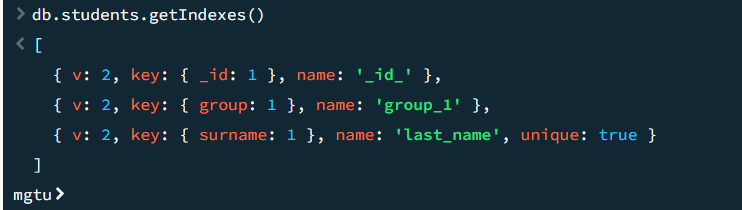 > db.students.getIndexes()
< [
{ v: 2, key: { _id: 1 }, name: '_id_' },
{ v: 2, key: { group: 1 }, name: 'group_1' },
{ v: 2, key: { surname: 1 }, name: 'last_name', unique: true }
]
mgtu>